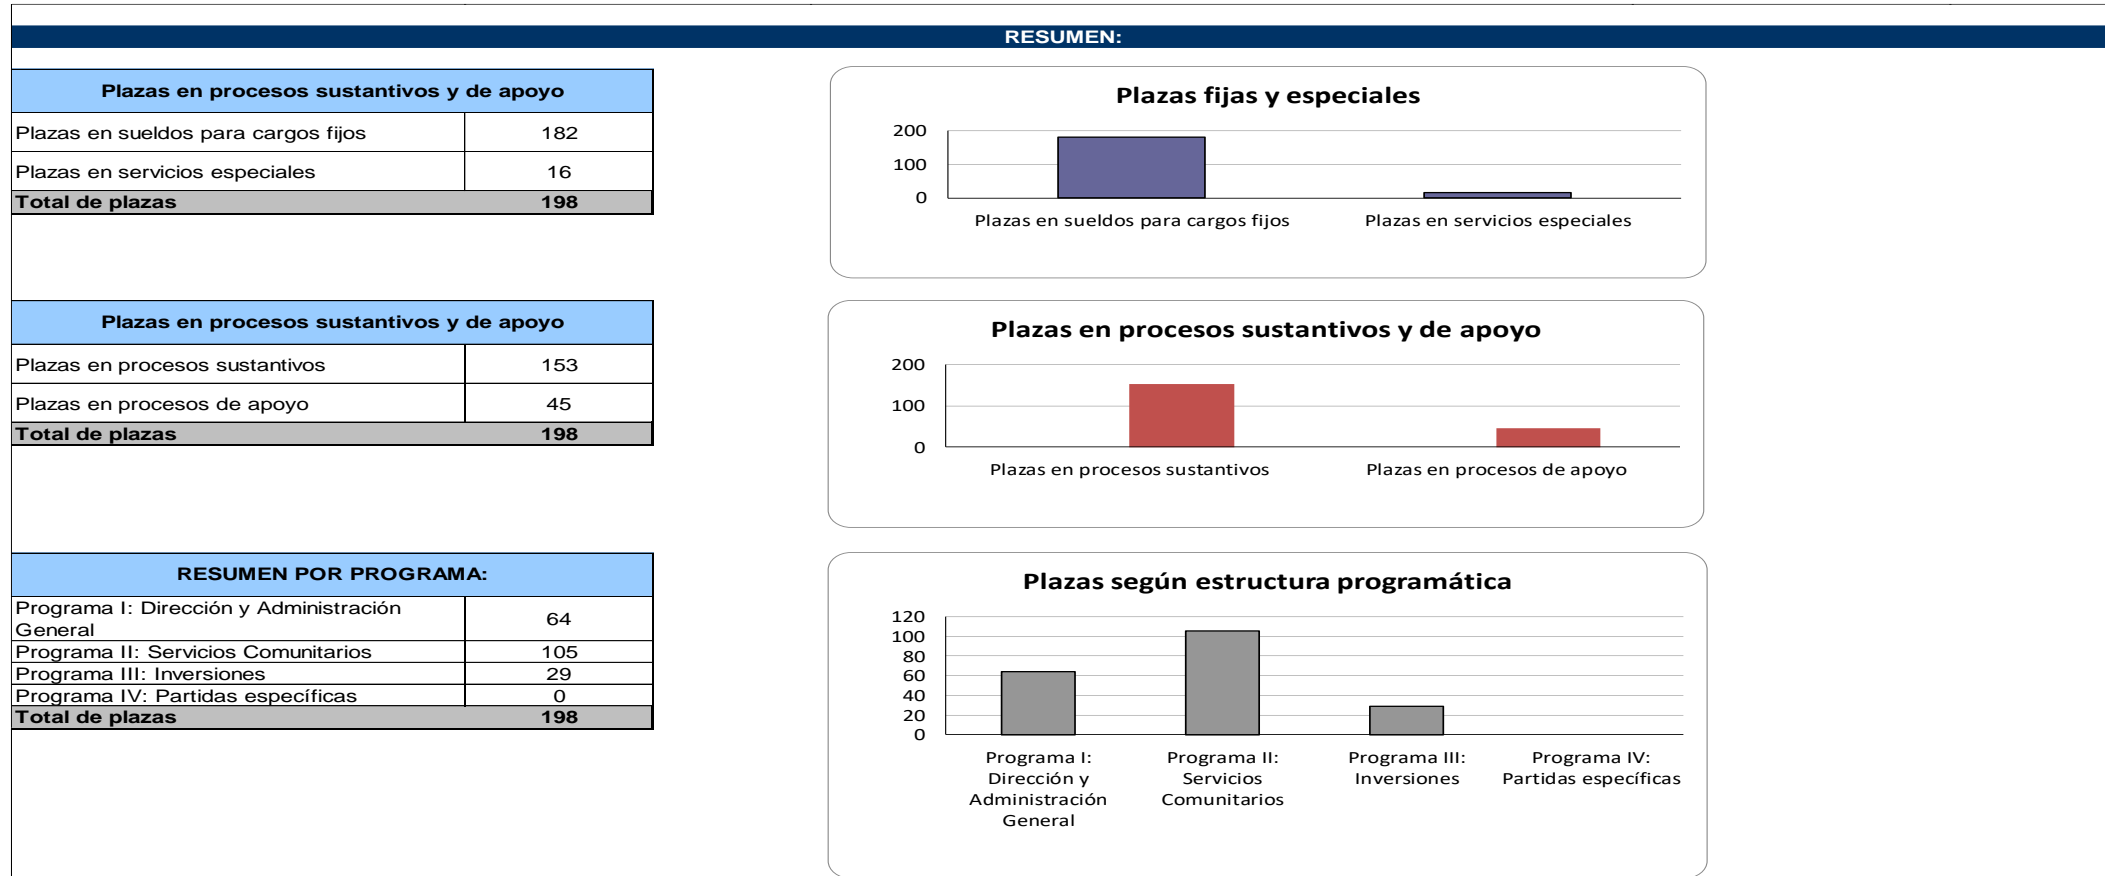 RESUMEN:
Plazas en procesos sustantivos y de apoyo
Plazas en sueldos para cargos fijos 182
Plazas en servicios especiales 16
Total de plazas 198
Plazas fijas y especiales
200
100
0
Plazas en sueldos para cargos fijos Plazas en servicios especiales
Plazas en procesos sustantivos y de apoyo
Plazas en procesos sustantivos 153
Plazas en procesos de apoyo 45
Total de plazas 198
Plazas en procesos sustantivos y de apoyo
200
100
0
Plazas en procesos sustantivos Plazas en procesos de apoyo
RESUMEN POR PROGRAMA:
Programa I: Dirección y Administración
General 64
Programa II: Servicios Comunitarios 105
Programa III: Inversiones 29
Programa IV: Partidas específicas 0
Total de plazas 198
Plazas según estructura programática
120
100
80
60
40
20
0
Programa I:
Dirección y
Administración
General
Programa II:
Servicios
Comunitarios
Programa III:
Inversiones
Programa IV:
Partidas específicas